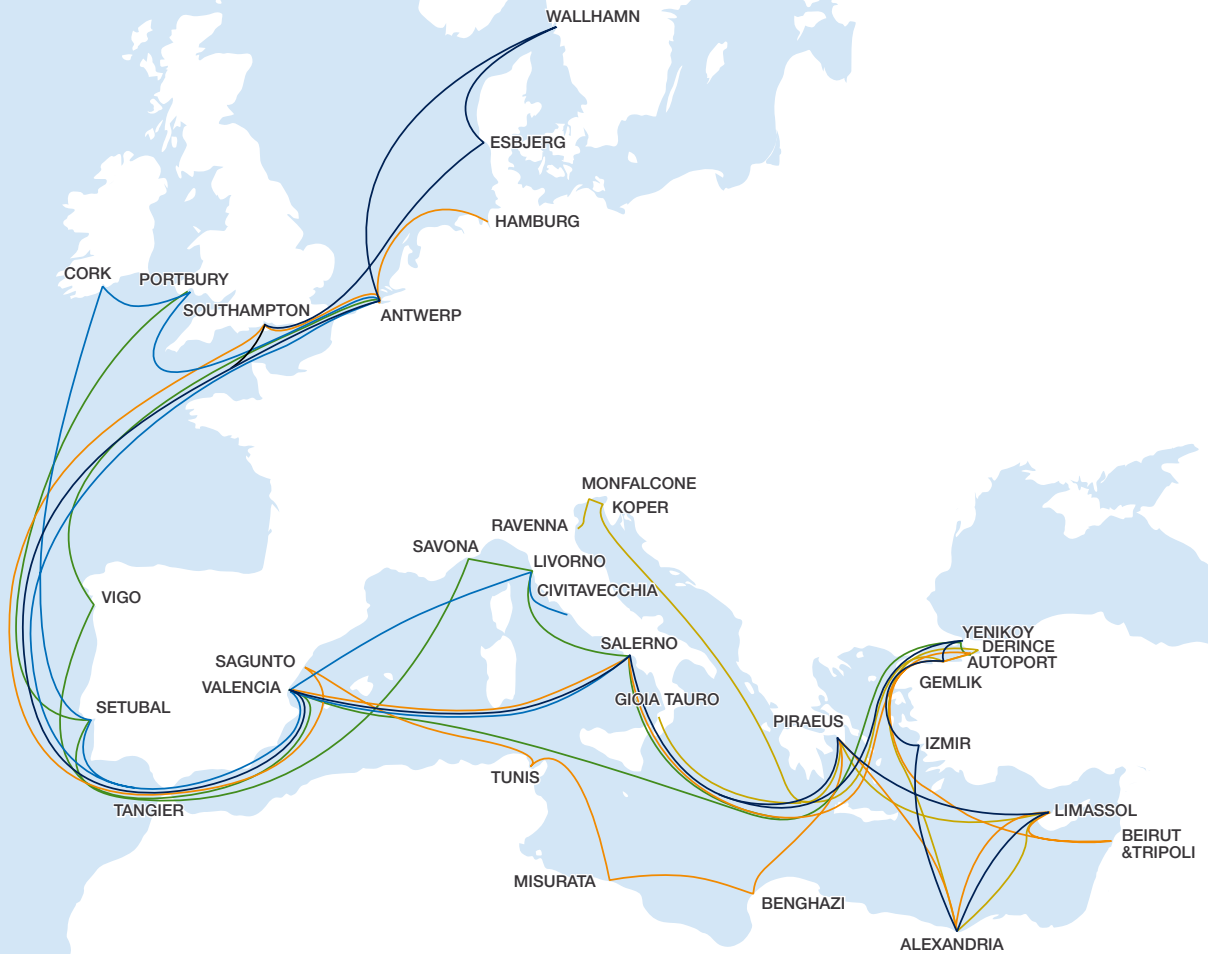 WALLHAMN
ESBJERG
HAMBURG
CORK
PORTBURY
SOUTHAMPTON
ANTWERP
MONFALCONE
KOPER
RAVENNA
SAVONA
LIVORNO
CIVITAVECCHIA
VIGO
YENIKOY
SALERNO
DERINCE
SAGUNTO
AUTOPORT
GEMLIK
VALENCIA
GIOIA TAURO
SETUBAL
PIRAEUS
IZMIR
TUNIS
TANGIER
LIMASSOL
BEIRUT
&TRIPOLI
MISURATA
BENGHAZI
ALEXANDRIA